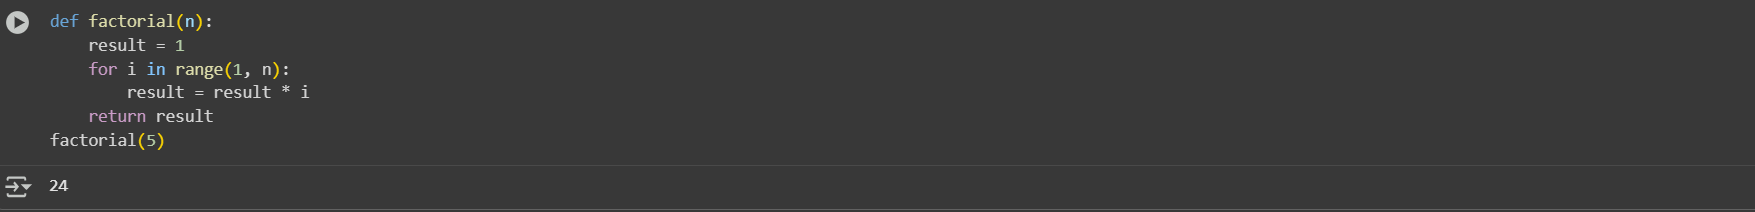 def factorial(n):
    result = 1
    for i in range(1, n):
        result = result * i
    return result
factorial(5)
24